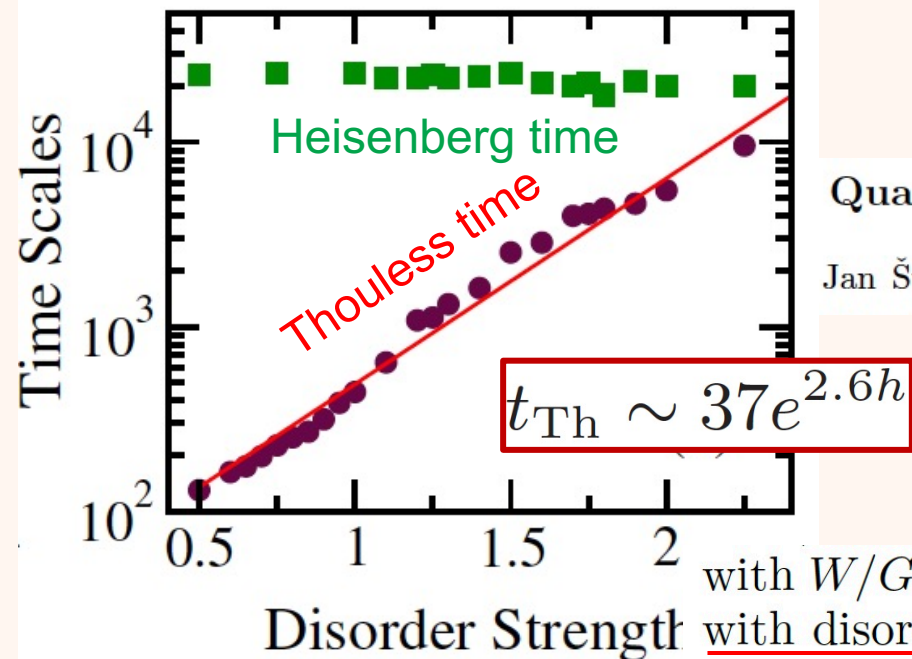 Time Scales
10^4
10^3
10^2
Heisenberg time
Thouless time
t_Th ∼ 37e^{2.6h}
0.5
1
1.5
2
Disorder Strength
Qua
Jan Š
with W/G
with disor